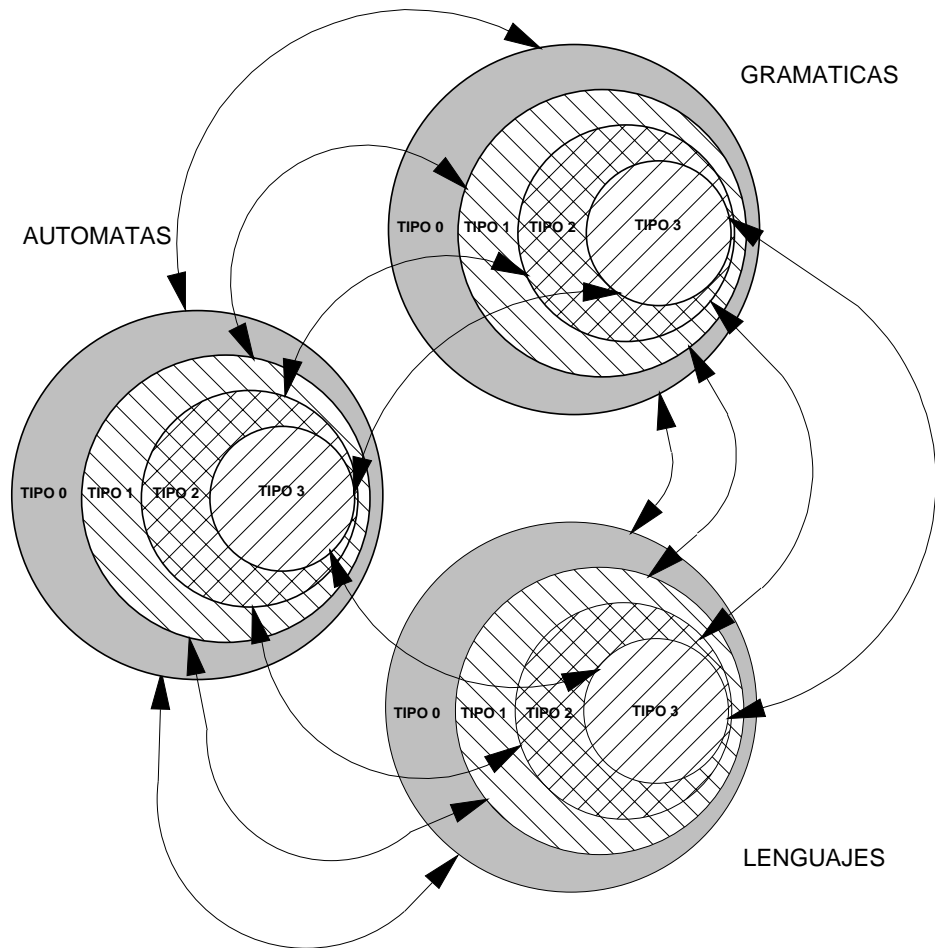 GRAMATICAS
TIPO 0 TIPO 1 TIPO 2 TIPO 3
AUTOMATAS
TIPO 0 TIPO 1 TIPO 2 TIPO 3
TIPO 0 TIPO 1 TIPO 2 TIPO 3
LENGUAJES